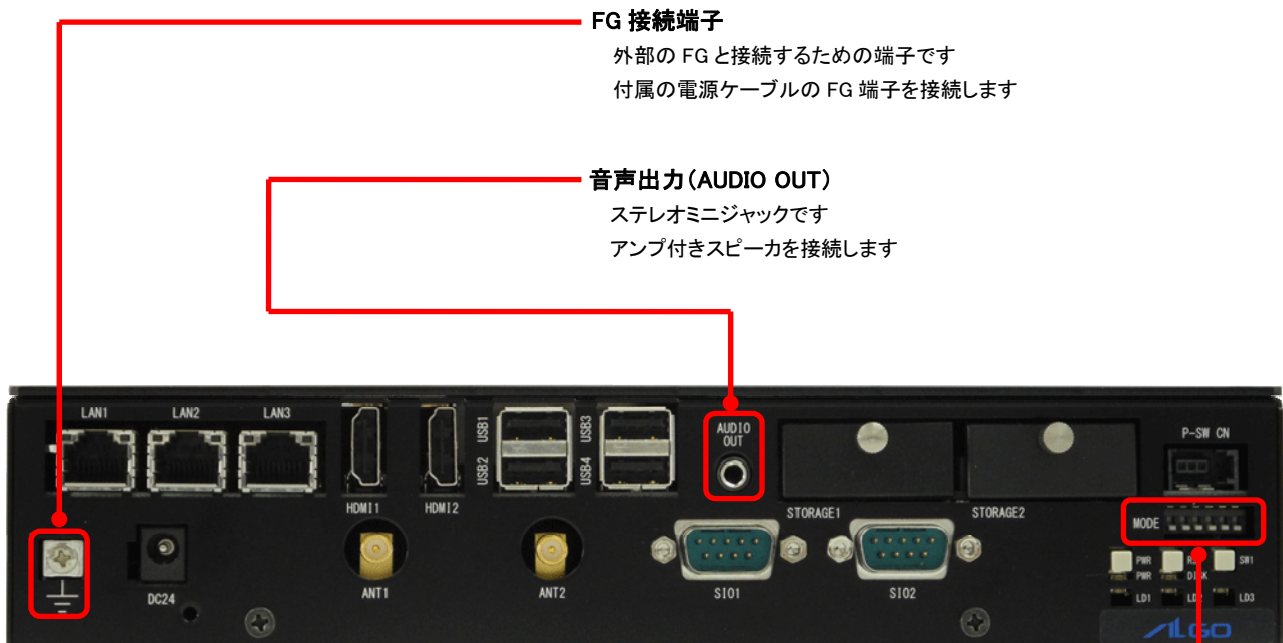 FG 接続端子
外部の FG と接続するための端子です
付属の電源ケーブルの FG 端子を接続します
音声出力(AUDIO OUT)
ステレオミニジャックです
アンプ付きスピーカを接続します
LAN1 LAN2 LAN3
USB1 USB3
AUDIO
OUT
P-SW CN
USB2 USB4
HDMI1 HDMI2
STORAGE1 STORAGE2
MODE
DC24
ANT1 ANT2
SIO1 SIO2
PWR SW1
PWR
LD1 LD2 LD3
ALGO